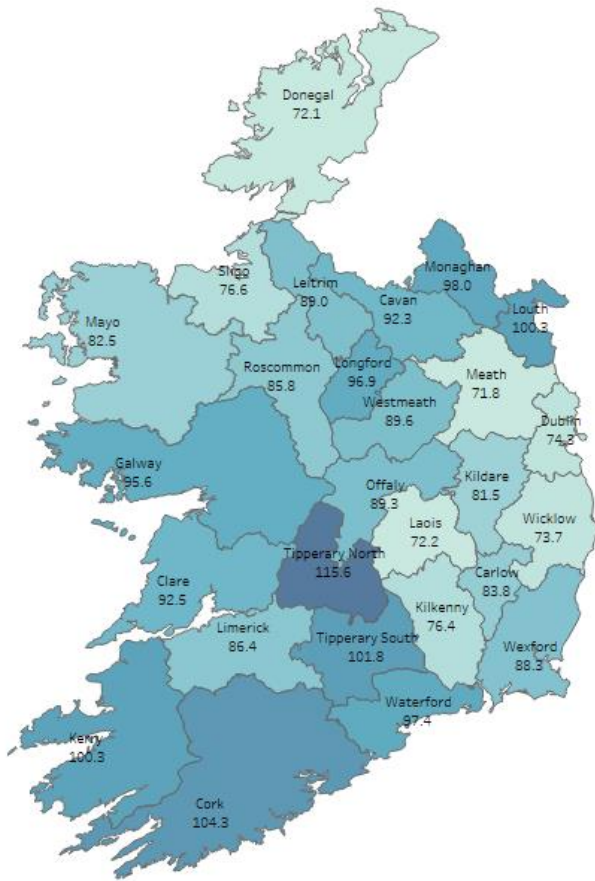 Donegal
72.1
Sligo
76.6
Leitrim
89.0
Monaghan
98.0
Cavan
92.3
Louth
100.3
Mayo
82.5
Roscommon
85.8
Longford
96.9
Westmeath
89.6
Meath
71.8
Dublin
74.3
Galway
95.6
Offaly
89.3
Kildare
81.5
Laois
72.2
Wicklow
73.7
Tipperary North
115.6
Clare
92.5
Carlow
83.8
Kilkenny
76.4
Limerick
86.4
Tipperary South
101.8
Wexford
88.3
Waterford
97.4
Kerry
100.3
Cork
104.3